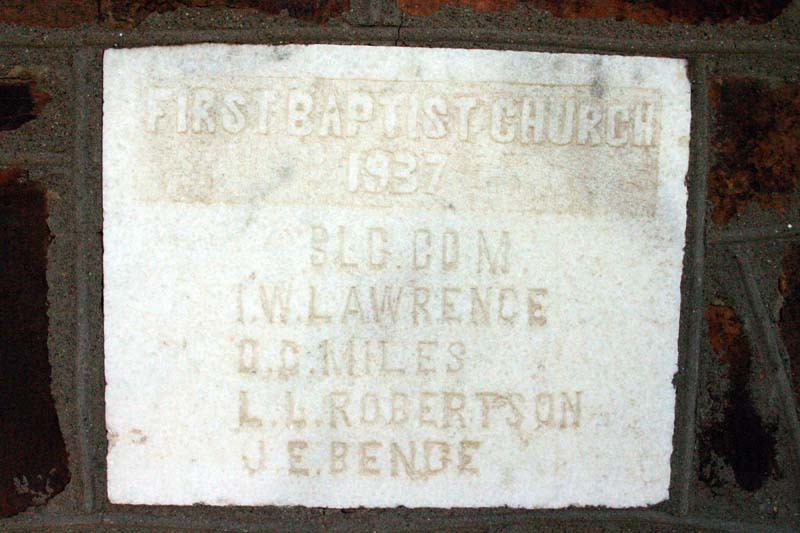 FIRST BAPTIST CHURCH
1937
BLG. COM.
I. W. LAWRENCE
O. C. MILES
L. L. ROBERTSON
J. E. BENGE